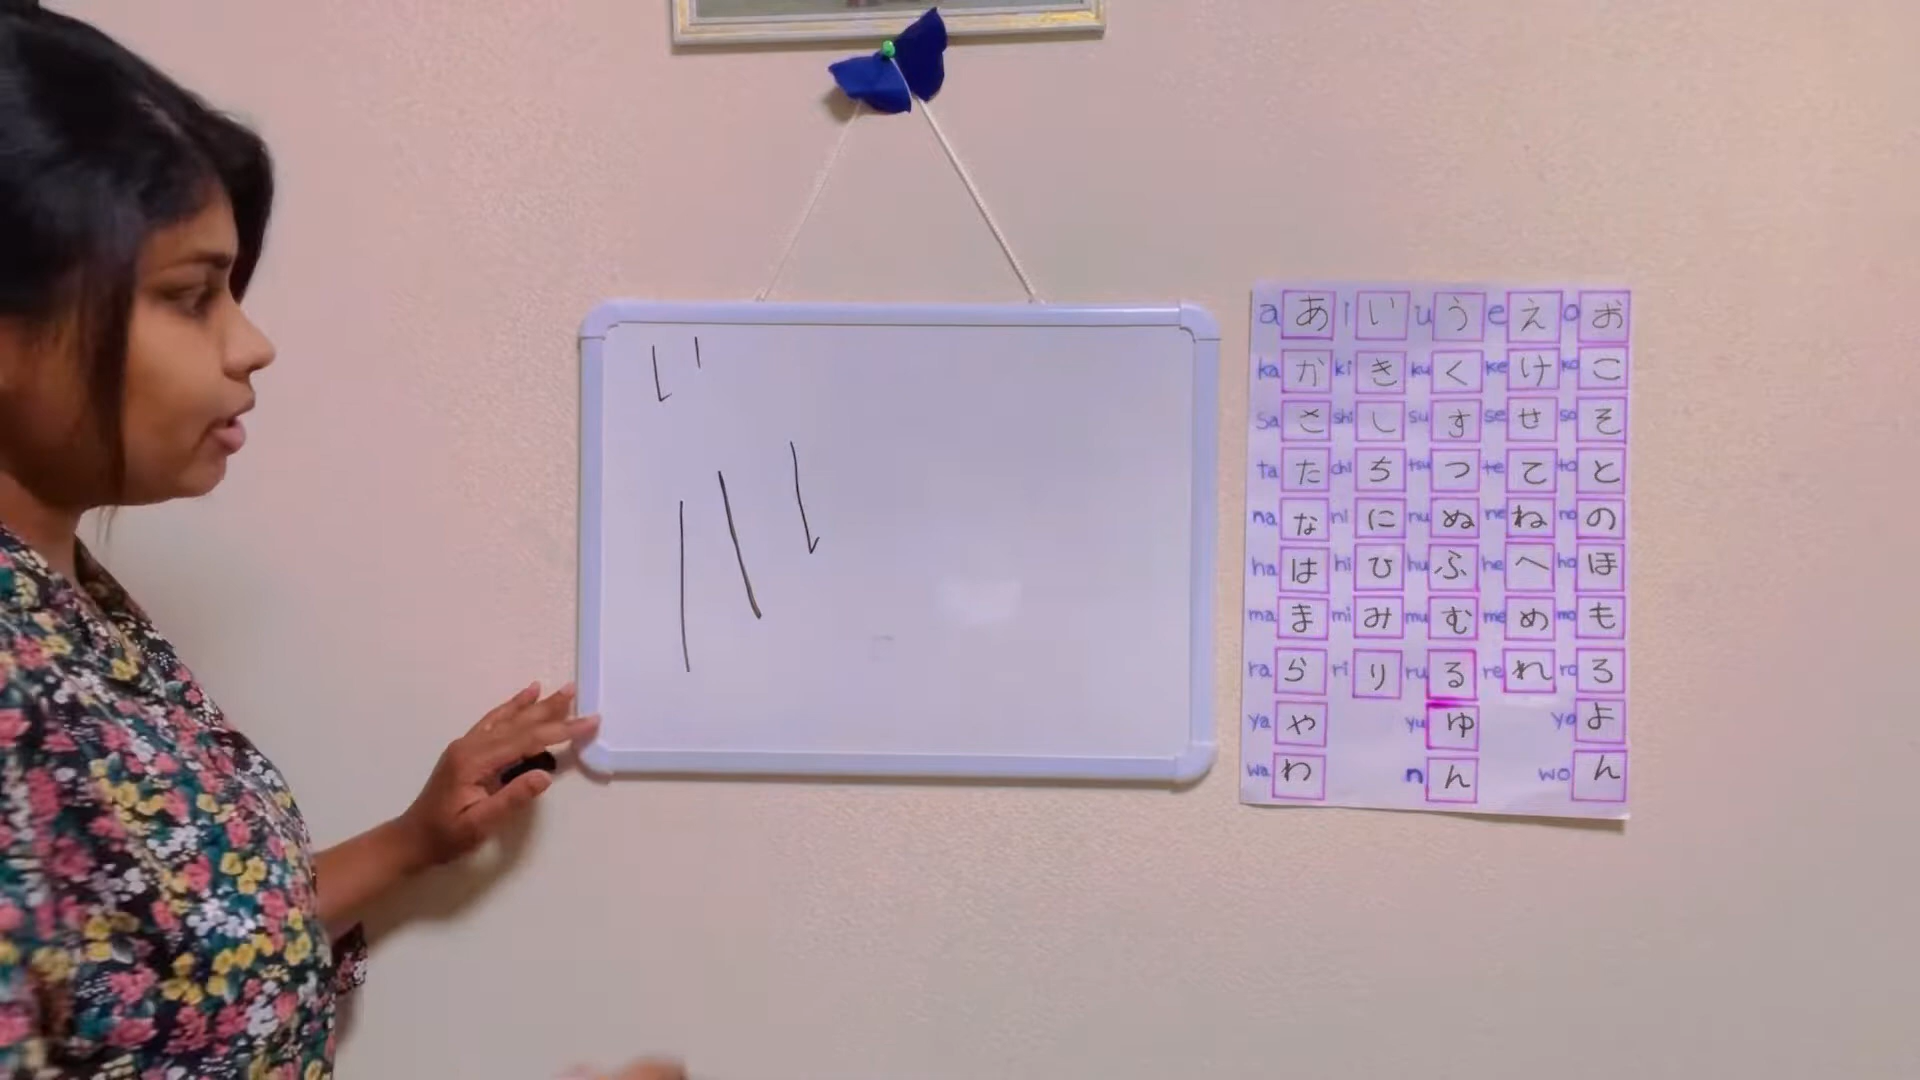 い
a あ i い u う e え o お
ka か ki き ku く ke け ko こ
sa さ shi し su す se せ so そ
ta た chi ち tsu つ te て to と
na な ni に nu ぬ ne ね no の
ha は hi ひ hu ふ he へ ho ほ
ma ま mi み mu む me め mo も
ra ら ri り ru る re れ ro ろ
ya や yu ゆ yo よ
wa わ n ん wo ん